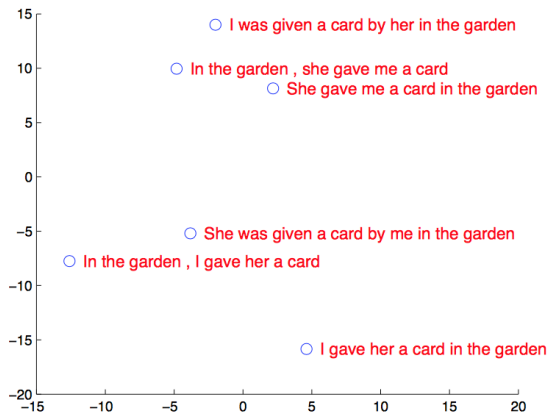 15
I was given a card by her in the garden
10
In the garden , she gave me a card
She gave me a card in the garden
5
0
−5
She was given a card by me in the garden
In the garden , I gave her a card
−10
−15
I gave her a card in the garden
−20
−15 −10 −5 0 5 10 15 20